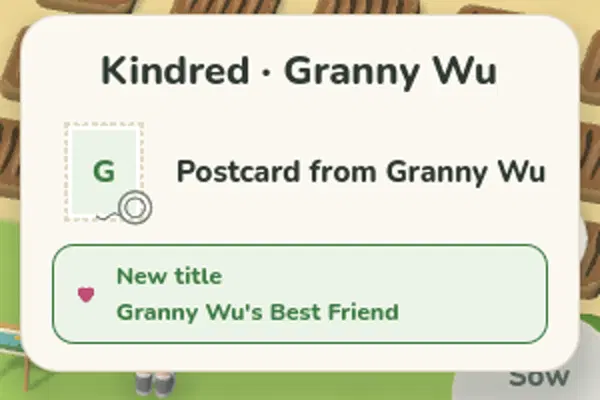 Kindred · Granny Wu
G
Postcard from Granny Wu
New title
Granny Wu's Best Friend
Sow